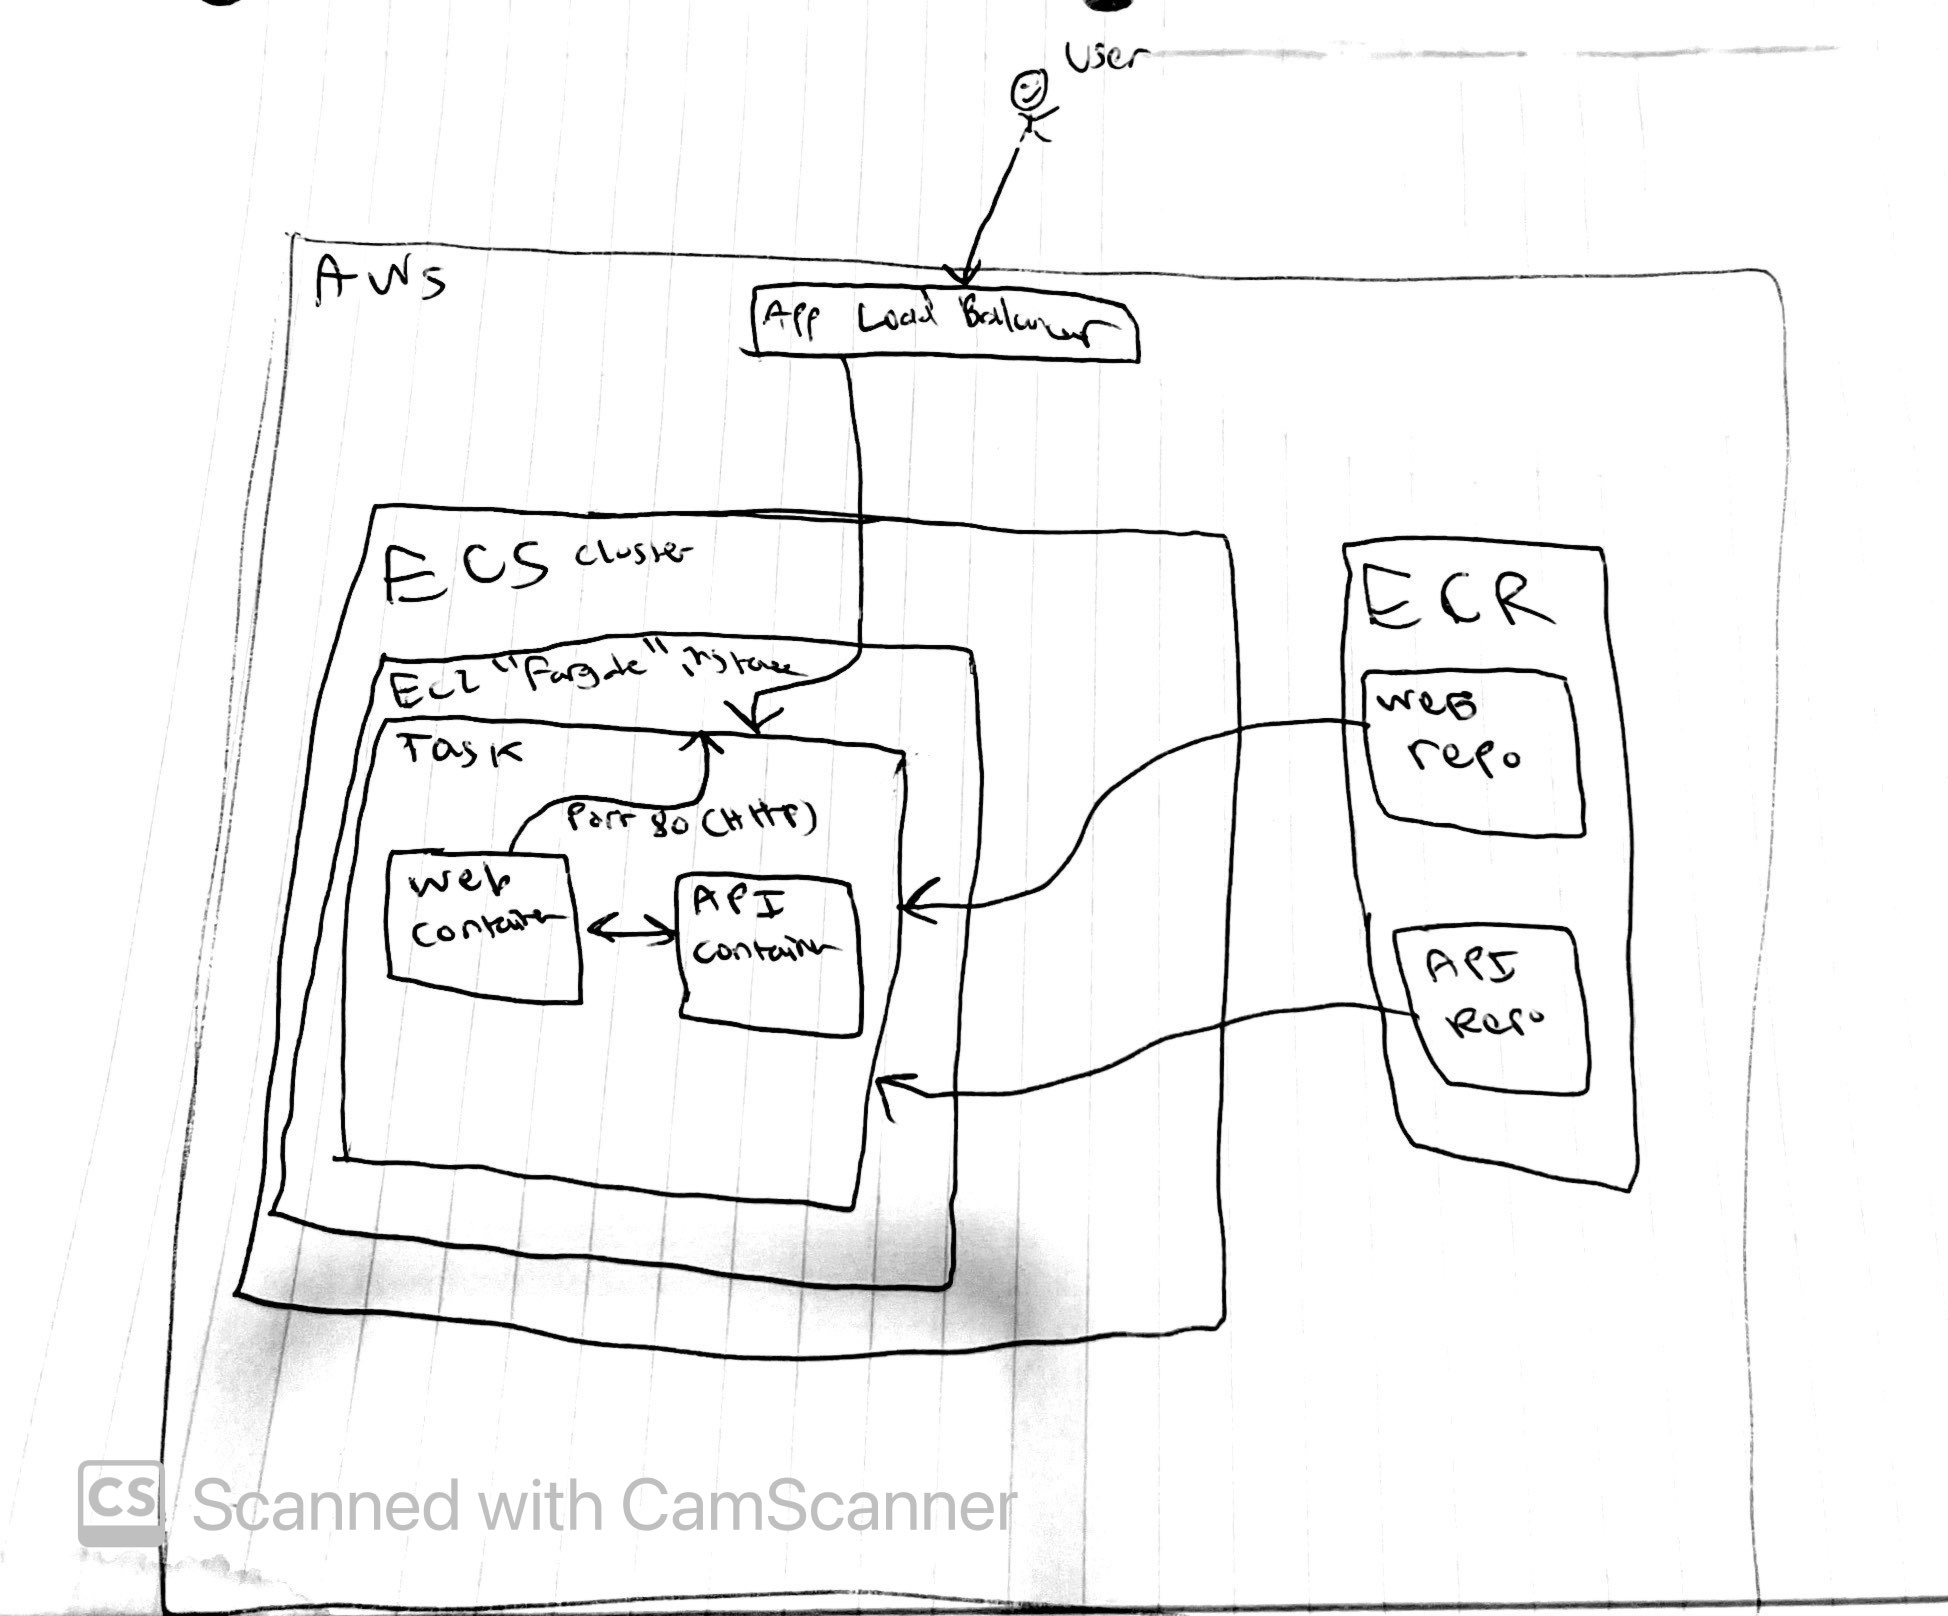 User
AWS
App Load Balancer
ECS cluster
EC2 "Fargate" instance
Task
Port 80 (HTTP)
Web
container
API
container
ECR
Web
repo
API
Repo
CS Scanned with CamScanner